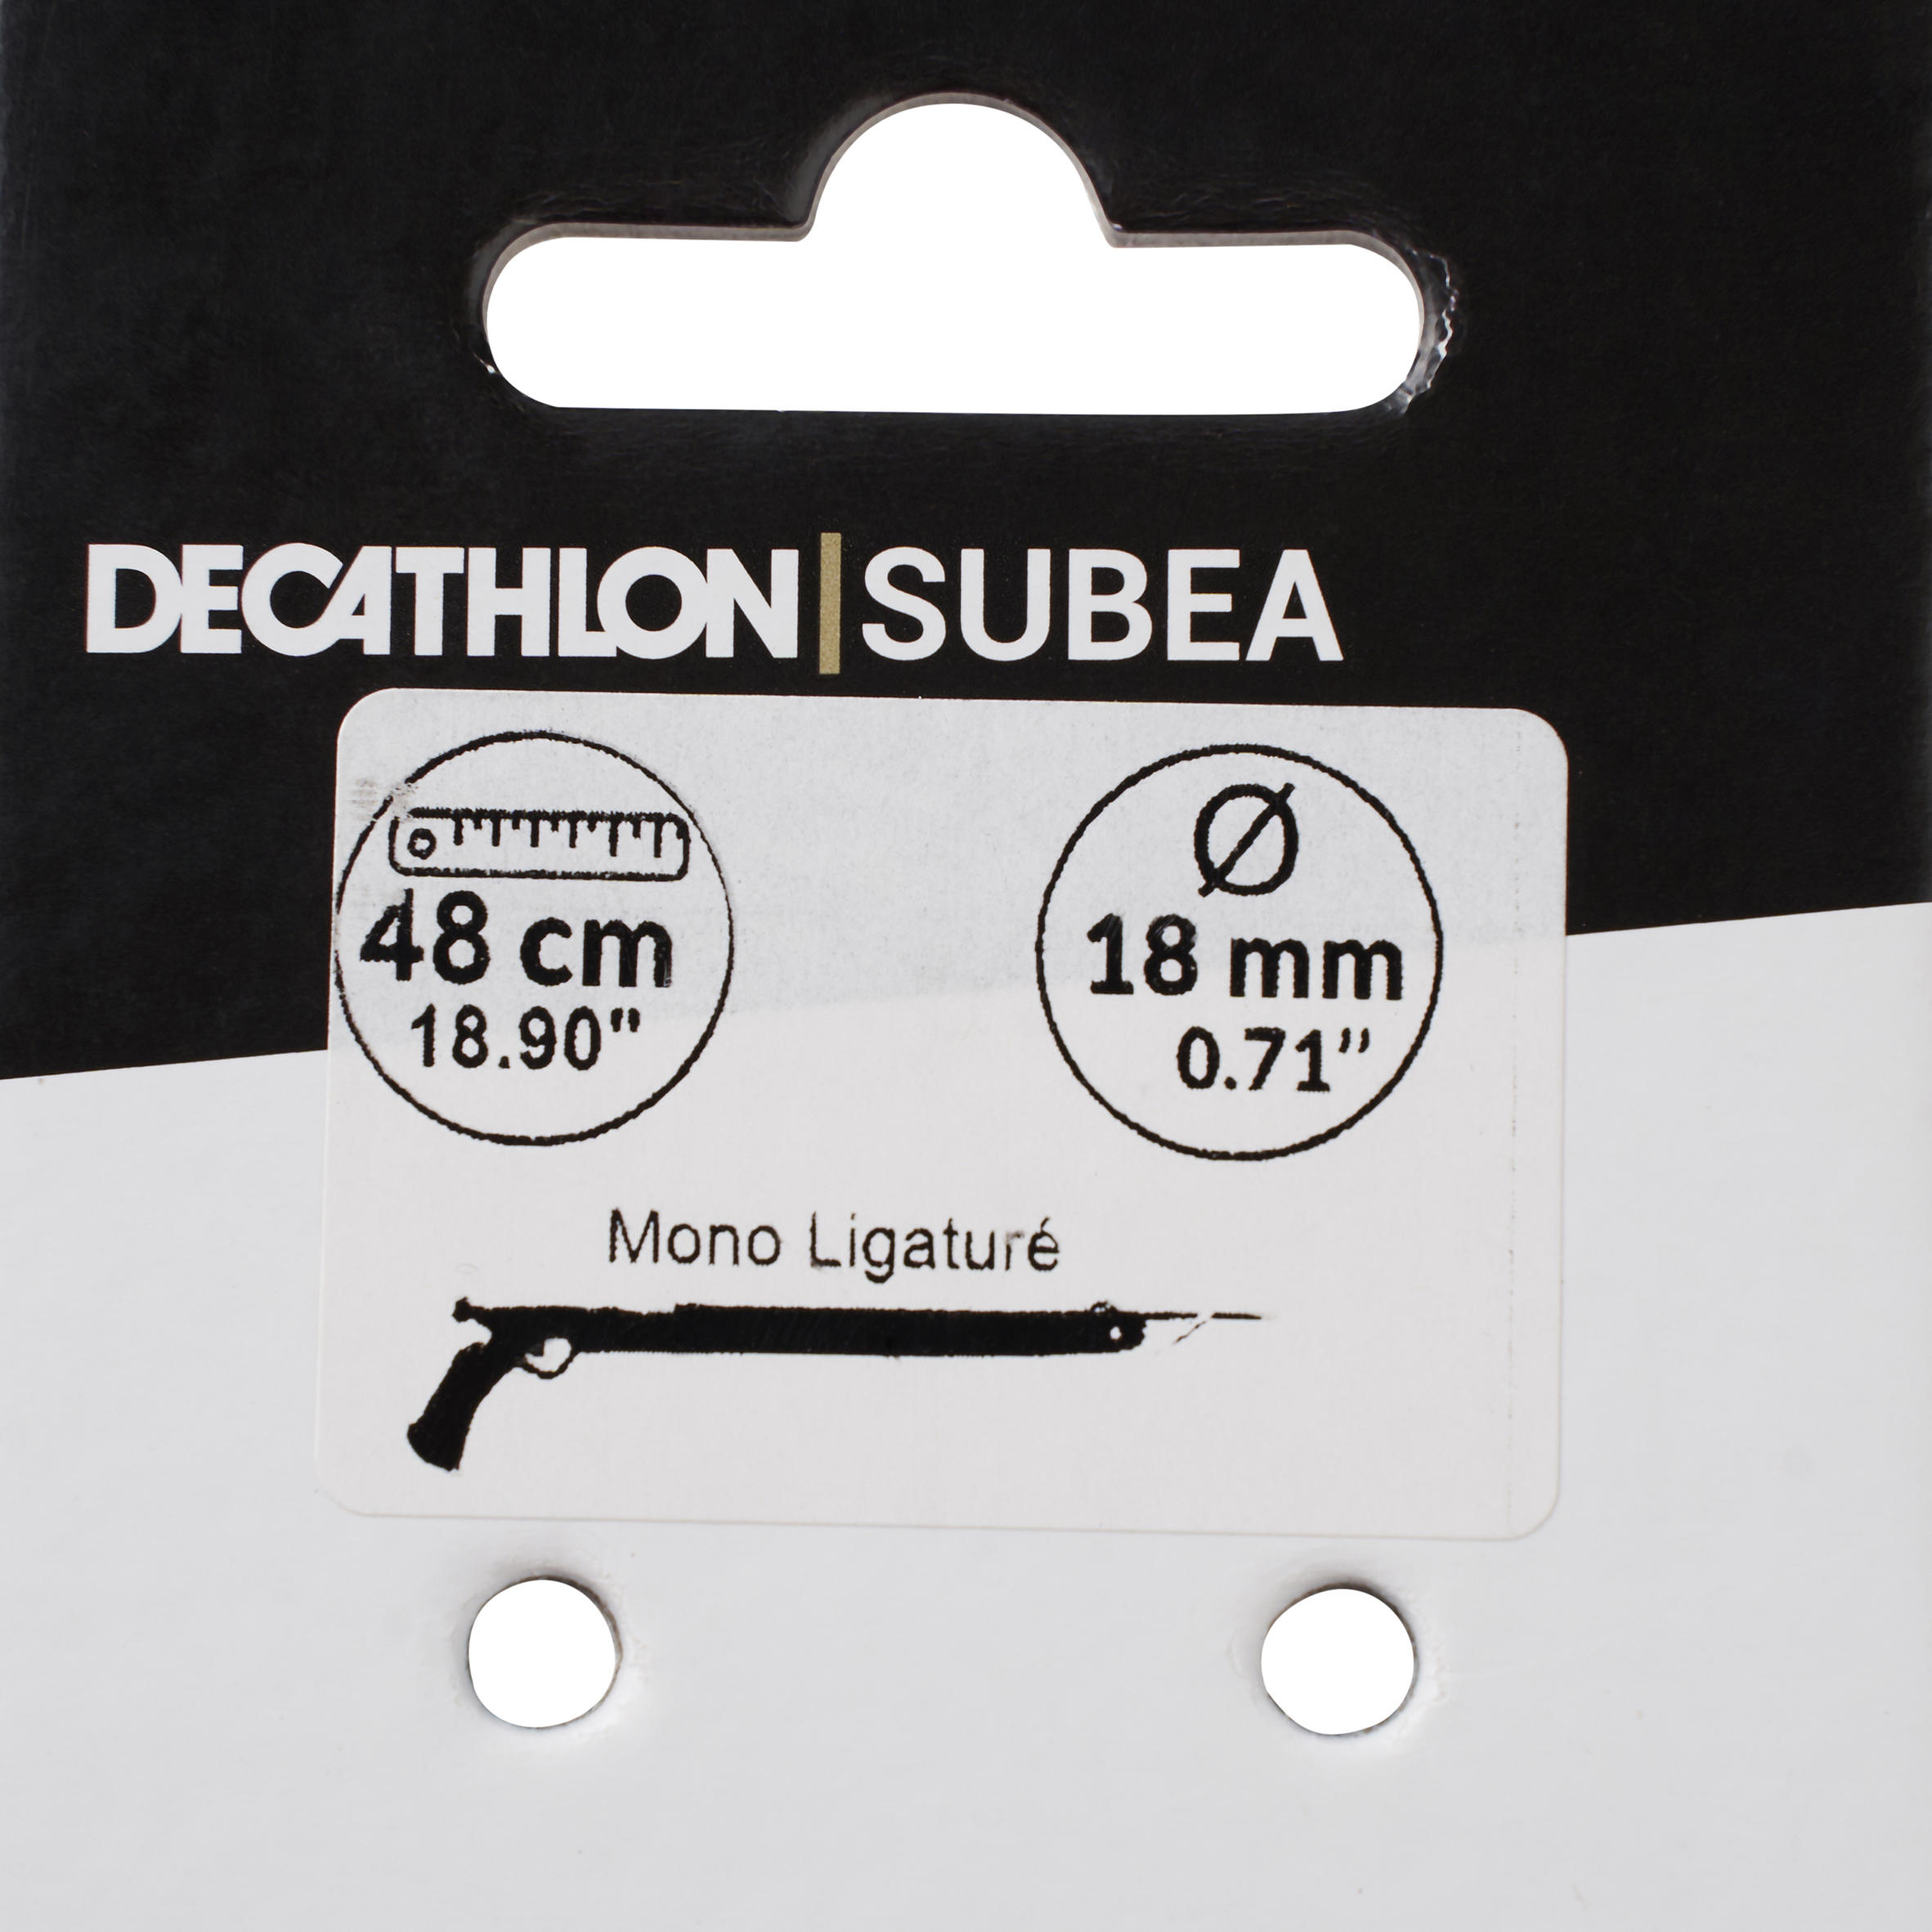 DECATHLON | SUBEA
48 cm
18.90"
Ø
18 mm
0.71"
Mono Ligaturé